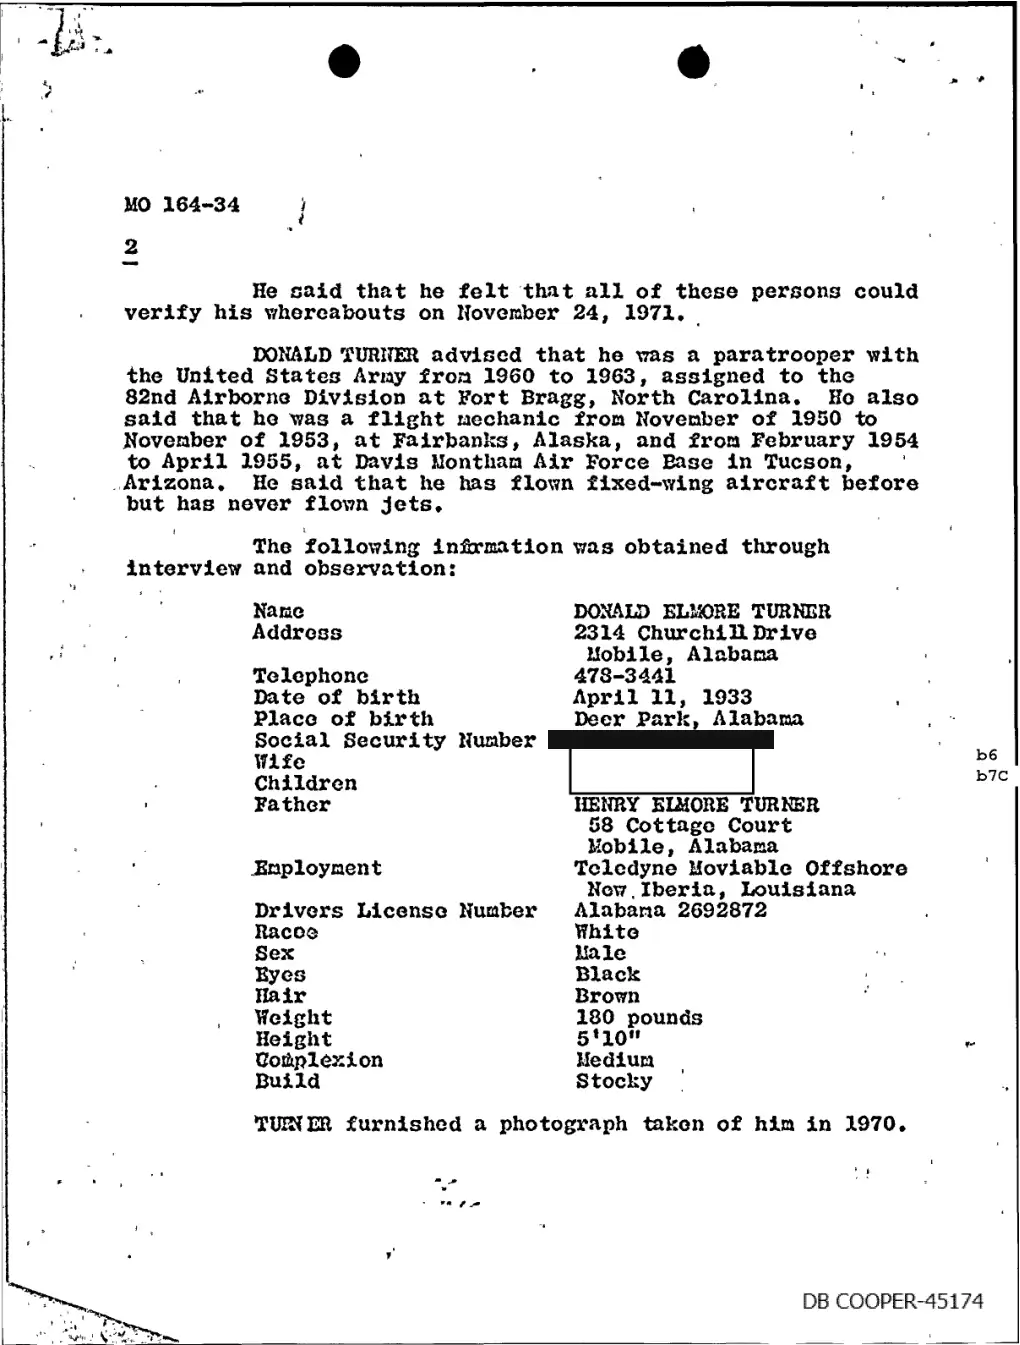 MO 164-34
2
He said that he felt that all of these persons could
verify his whereabouts on November 24, 1971.
DONALD TURNER advised that he was a paratrooper with
the United States Army from 1960 to 1963, assigned to the
82nd Airborne Division at Fort Bragg, North Carolina. He also
said that he was a flight mechanic from November of 1950 to
November of 1953, at Fairbanks, Alaska, and from February 1954
to April 1955, at Davis Montham Air Force Base in Tucson,
Arizona. He said that he has flown fixed-wing aircraft before
but has never flown jets.
The following infrmation was obtained through
interview and observation:
Name DONALD ELMORE TURNER
Address 2314 Churchill Drive
Mobile, Alabama
Telephone 478-3441
Date of birth April 11, 1933
Place of birth Deer Park, Alabama
Social Security Number
Wife
b6
Children
b7C
Father HENRY ELMORE TURNER
58 Cottage Court
Mobile, Alabama
Employment Teledyne Moviable Offshore
New Iberia, Louisiana
Drivers License Number Alabama 2692872
Racee White
Sex Male
Eyes Black
Hair Brown
Weight 180 pounds
Height 5'10"
Complexion Medium
Build Stocky
TURNER furnished a photograph taken of him in 1970.
DB COOPER-45174